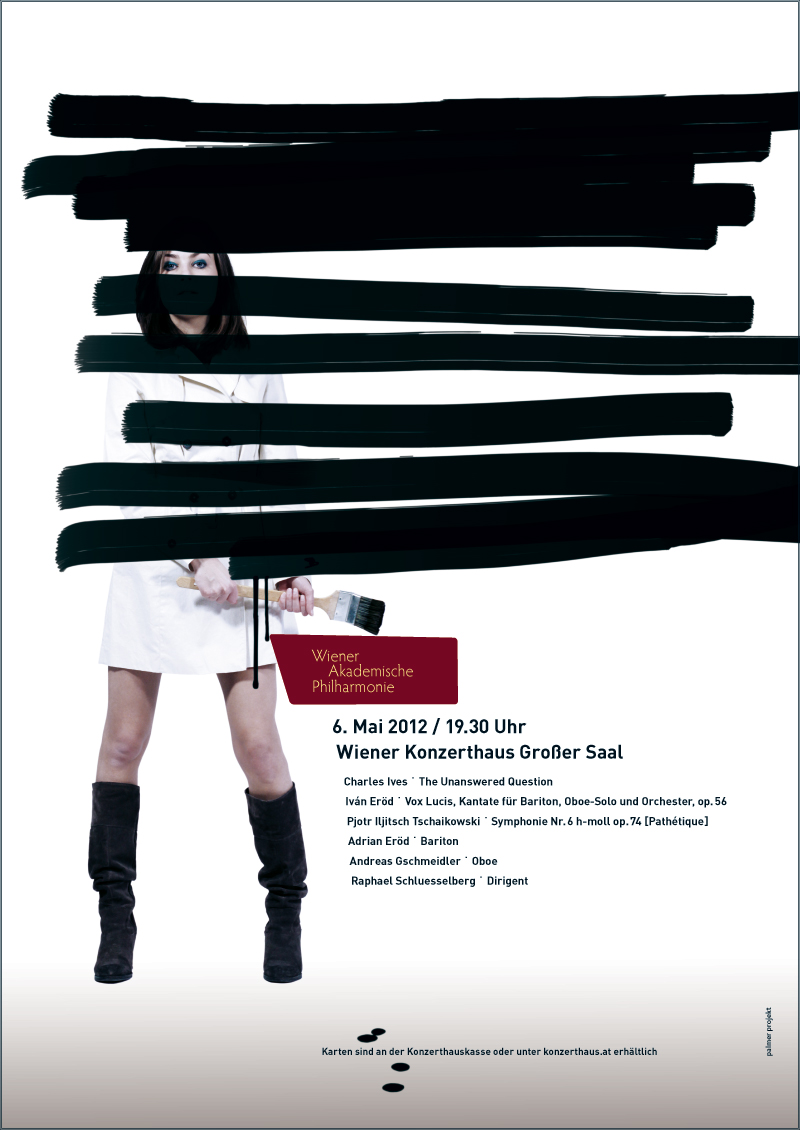 Wiener
Akademische
Philharmonie
6. Mai 2012 / 19.30 Uhr
Wiener Konzerthaus Großer Saal
Charles Ives ˙ The Unanswered Question
Iván Eröd ˙ Vox Lucis, Kantate für Bariton, Oboe-Solo und Orchester, op. 56
Pjotr Iljitsch Tschaikowski ˙ Symphonie Nr. 6 h-moll op. 74 [Pathétique]
Adrian Eröd ˙ Bariton
Andreas Gschmeidler ˙ Oboe
Raphael Schluesselberg ˙ Dirigent
palmer projekt
Karten sind an der Konzerthauskasse oder unter konzerthaus.at erhältlich